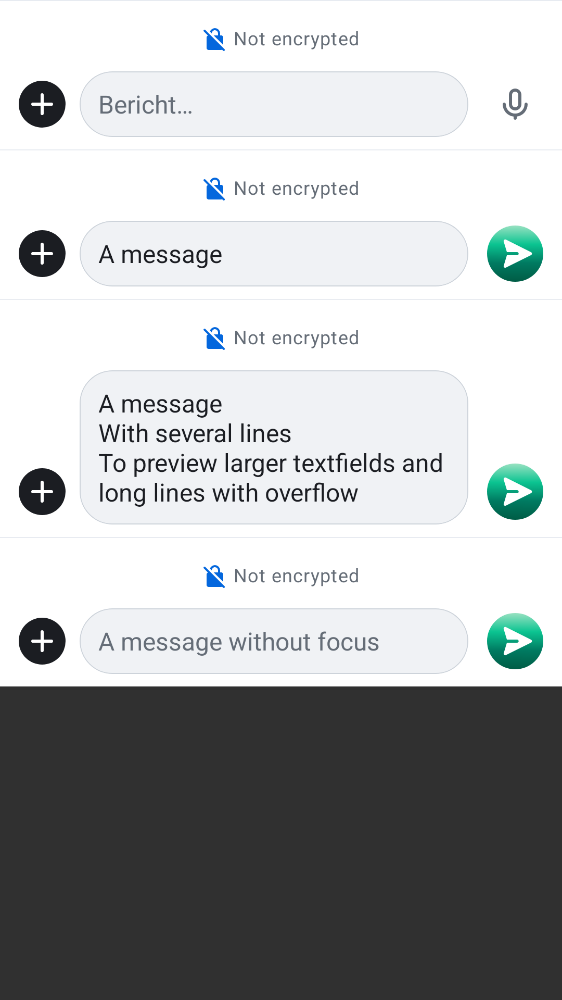 Not encrypted
Bericht…
Not encrypted
A message
Not encrypted
A message
With several lines
To preview larger textfields and
long lines with overflow
Not encrypted
A message without focus